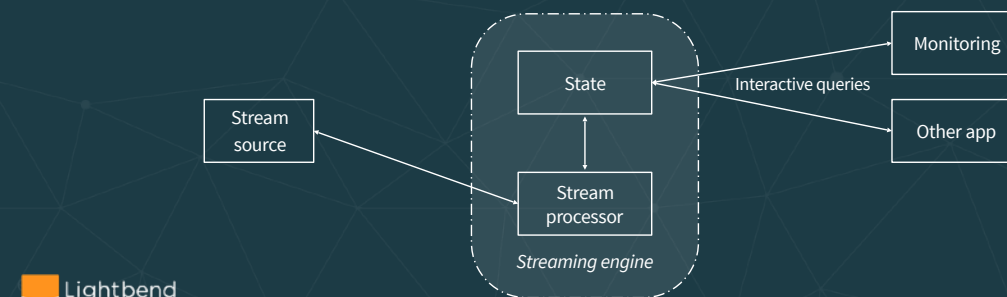 Monitoring
State
Interactive queries
Stream
source
Other app
Stream
processor
Streaming engine
Lightbend